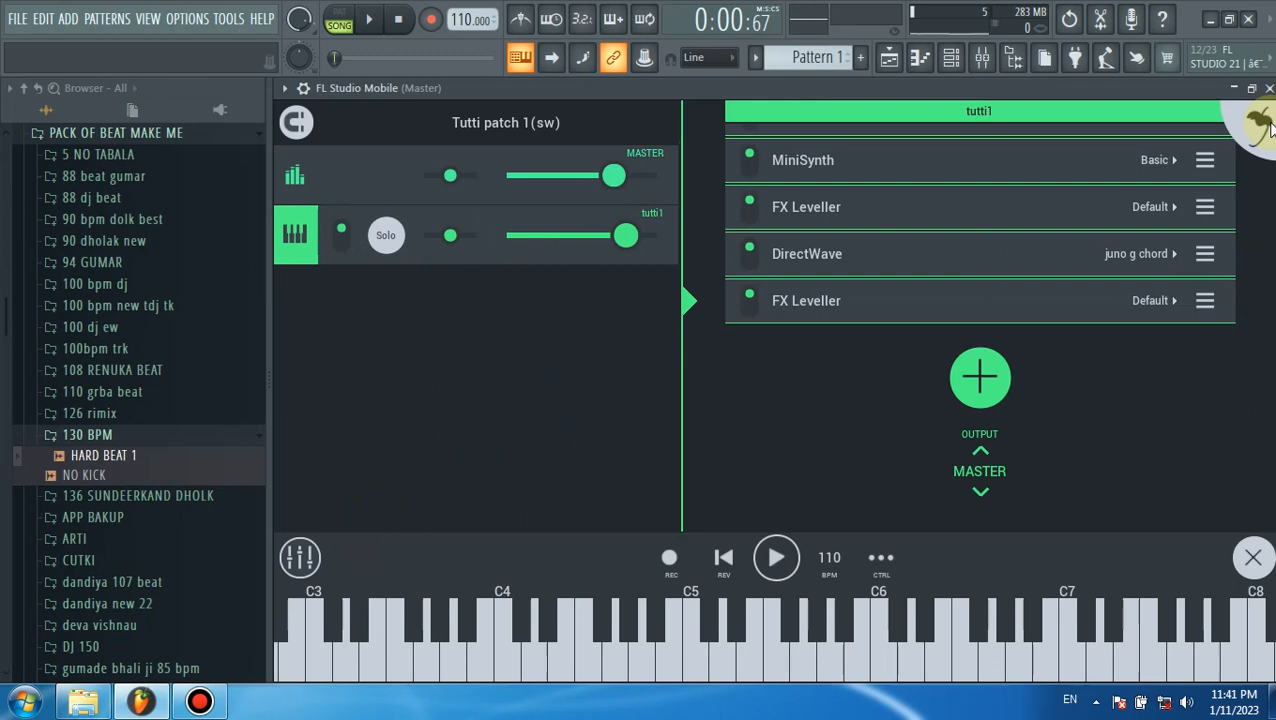 FILE EDIT ADD PATTERNS VIEW OPTIONS TOOLS HELP
PAT
SONG
110.000
3.2.
0:00:67
M:S:CS
5
283 MB
0
Line
Pattern 1
12/23 FL
STUDIO 21 | â€"
Browser - All
FL Studio Mobile (Master)
PACK OF BEAT MAKE ME
5 NO TABALA
88 beat gumar
88 dj beat
90 bpm dolk best
90 dholak new
94 GUMAR
100 bpm dj
100 bpm new tdj tk
100 dj ew
100bpm trk
108 RENUKA BEAT
110 grba beat
126 rimix
130 BPM
HARD BEAT 1
NO KICK
136 SUNDEERKAND DHOLK
APP BAKUP
ARTI
CUTKI
dandiya 107 beat
dandiya new 22
deva vishnau
DJ 150
gumade bhali ji 85 bpm
Tutti patch 1(sw)
MASTER
tutti1
Solo
tutti1
MiniSynth
Basic
FX Leveller
Default
DirectWave
juno g chord
FX Leveller
Default
OUTPUT
MASTER
REC
REV
110
BPM
CTRL
C3
C4
C5
C6
C7
C8
EN
11:41 PM
1/11/2023